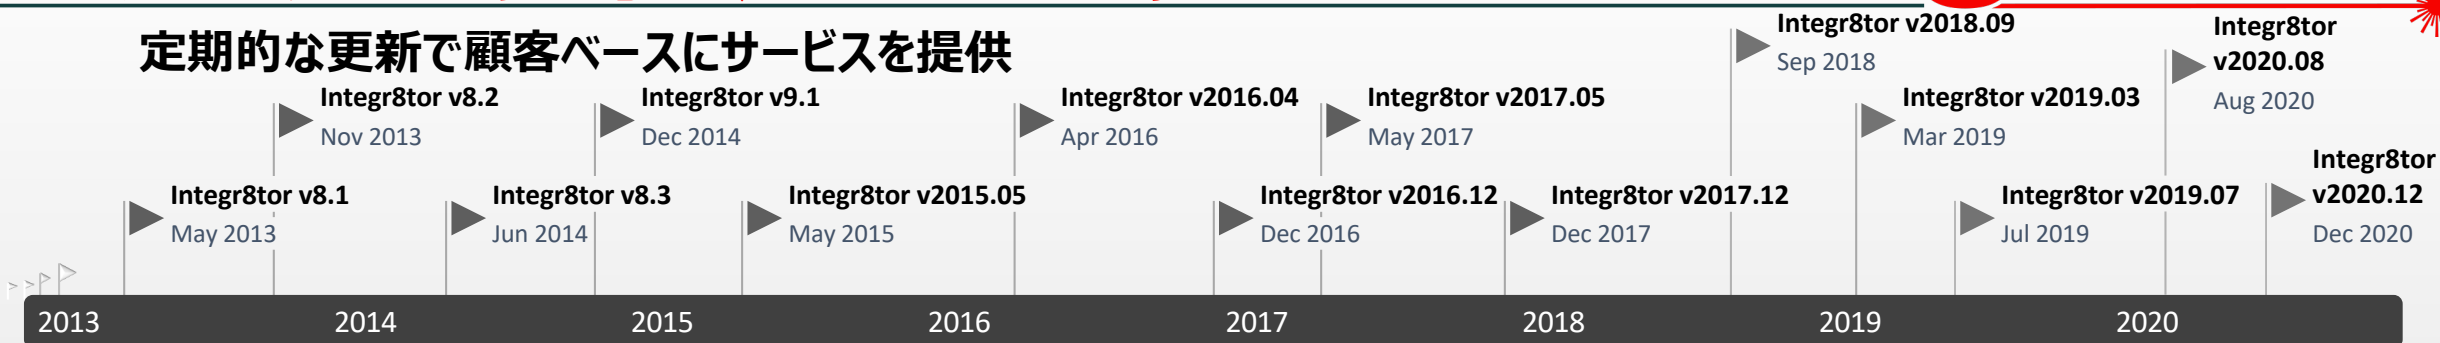 定期的な更新で顧客ベースにサービスを提供
Integr8tor v2018.09
Sep 2018
Integr8tor
v2020.08
Aug 2020
Integr8tor v8.2
Nov 2013
Integr8tor v9.1
Dec 2014
Integr8tor v2016.04
Apr 2016
Integr8tor v2017.05
May 2017
Integr8tor v2019.03
Mar 2019
Integr8tor v8.1
May 2013
Integr8tor v8.3
Jun 2014
Integr8tor v2015.05
May 2015
Integr8tor v2016.12
Dec 2016
Integr8tor v2017.12
Dec 2017
Integr8tor v2019.07
Jul 2019
Integr8tor
v2020.12
Dec 2020
2013
2014
2015
2016
2017
2018
2019
2020